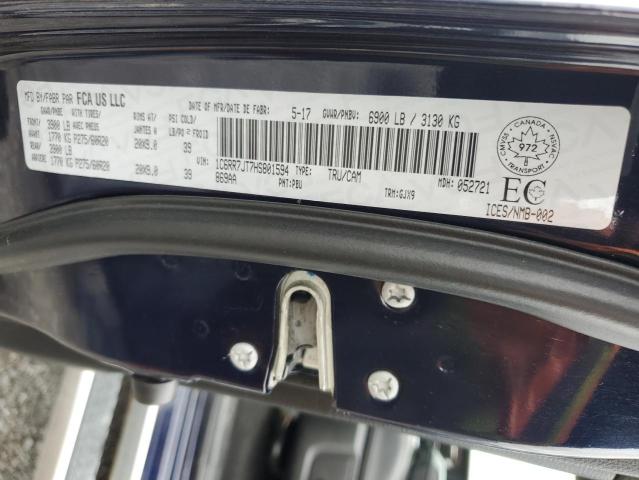 MFD BY/FABR PAR FCA US LLC
DATE OF MFR/DATE DE FABR: 5-17 GVWR/PNBV: 6900 LB / 3130 KG
GAWR/PNBE WITH TIRES/ RIMS AT/ PSI COLD/
AVEC PNEUS JANTES À LB/PO² FROID
FRONT/ 3900 LB
AVANT: 1770 KG P275/60R20 20X9.0 39
3900 LB
1770 KG P275/60R20 20X9.0 39
1C6RR7JT7HS801594 TYPE: TRU/CAM MDH: 052721
869AA PNT:PBU TRM:GJX9
CMVSS - CANADA - NSVAC
972
TRANSPORT
EC
ICES/NMB-002